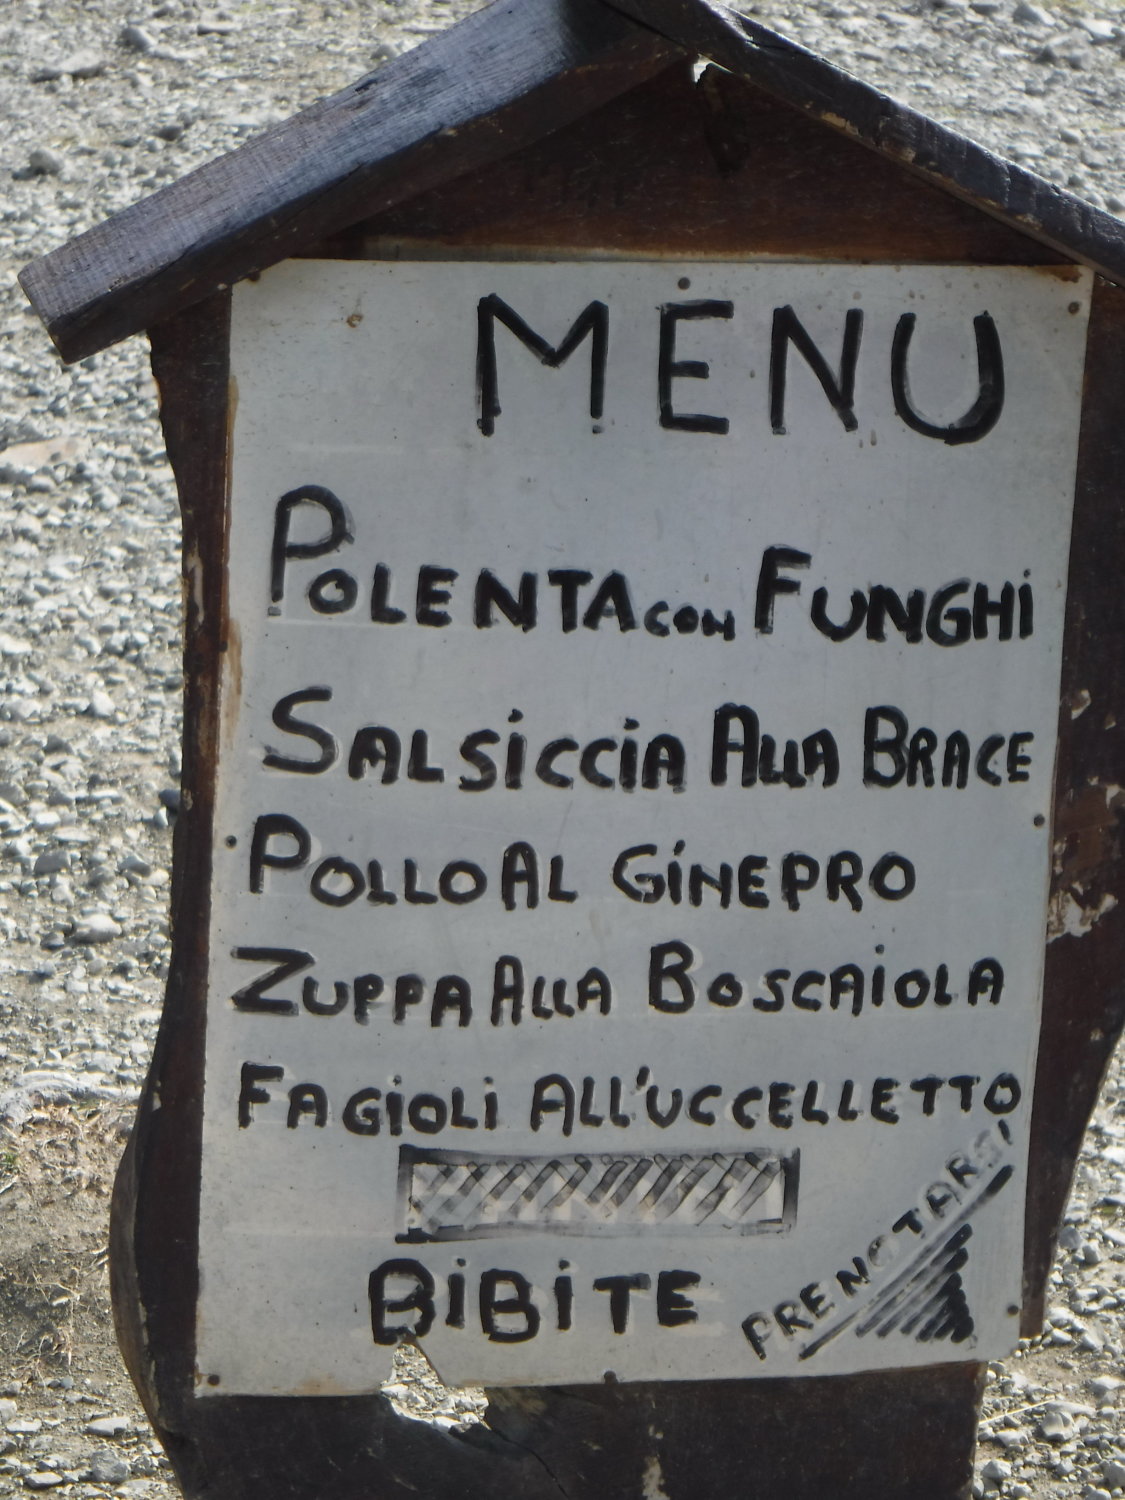 MENU
POLENTA CON FUNGHI
SALSICCIA ALLA BRACE
POLLO AL GINEPRO
ZUPPA ALLA BOSCAIOLA
FAGIOLI ALL'UCCELLETTO
BIBITE
PRENOTARSI